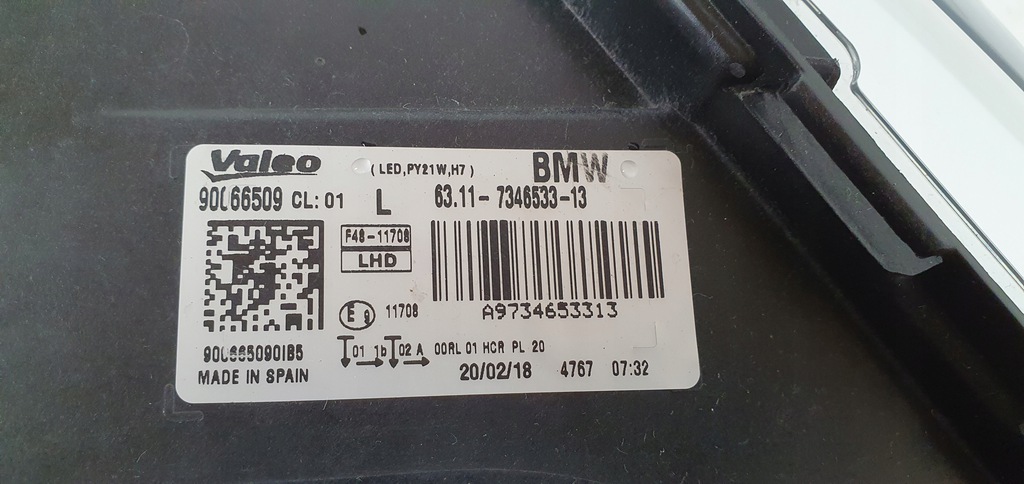 Valeo
(LED,PY21W,H7)
BMW
90066509 CL: 01
L
63.11- 7346533-13
F48-11708
LHD
E9
11708
A9734653313
900665090IB5
01 1b 02 A 00RL 01 HCR PL 20
MADE IN SPAIN
20/02/18 4767 07:32